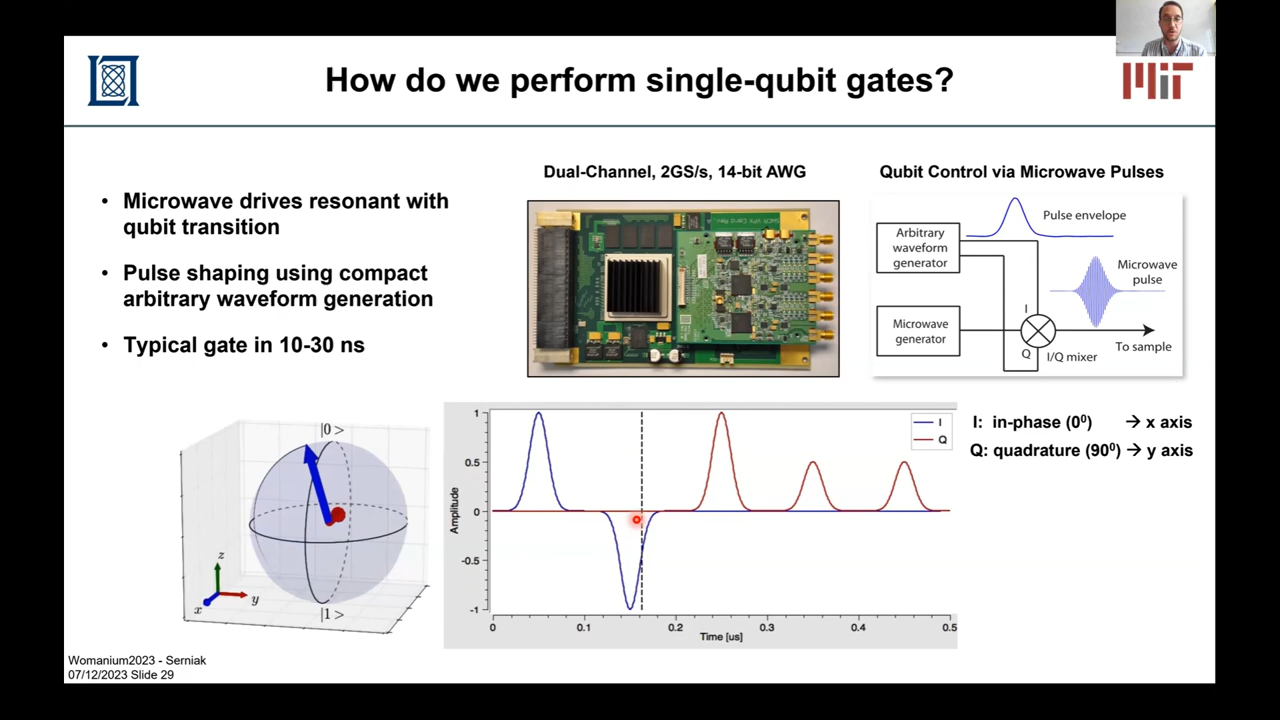 How do we perform single-qubit gates?
MIT
• Microwave drives resonant with
qubit transition
• Pulse shaping using compact
arbitrary waveform generation
• Typical gate in 10-30 ns
Dual-Channel, 2GS/s, 14-bit AWG
Qubit Control via Microwave Pulses
Arbitrary
waveform
generator
Pulse envelope
Microwave
pulse
Microwave
generator
I
Q
I/Q mixer
To sample
|0>
|1>
z
y
x
Amplitude
1
0.5
0
-0.5
-1
I
Q
0 0.1 0.2 0.3 0.4 0.5
Time [us]
I: in-phase (0⁰) → x axis
Q: quadrature (90⁰) → y axis
Womanium2023 - Serniak
07/12/2023 Slide 29